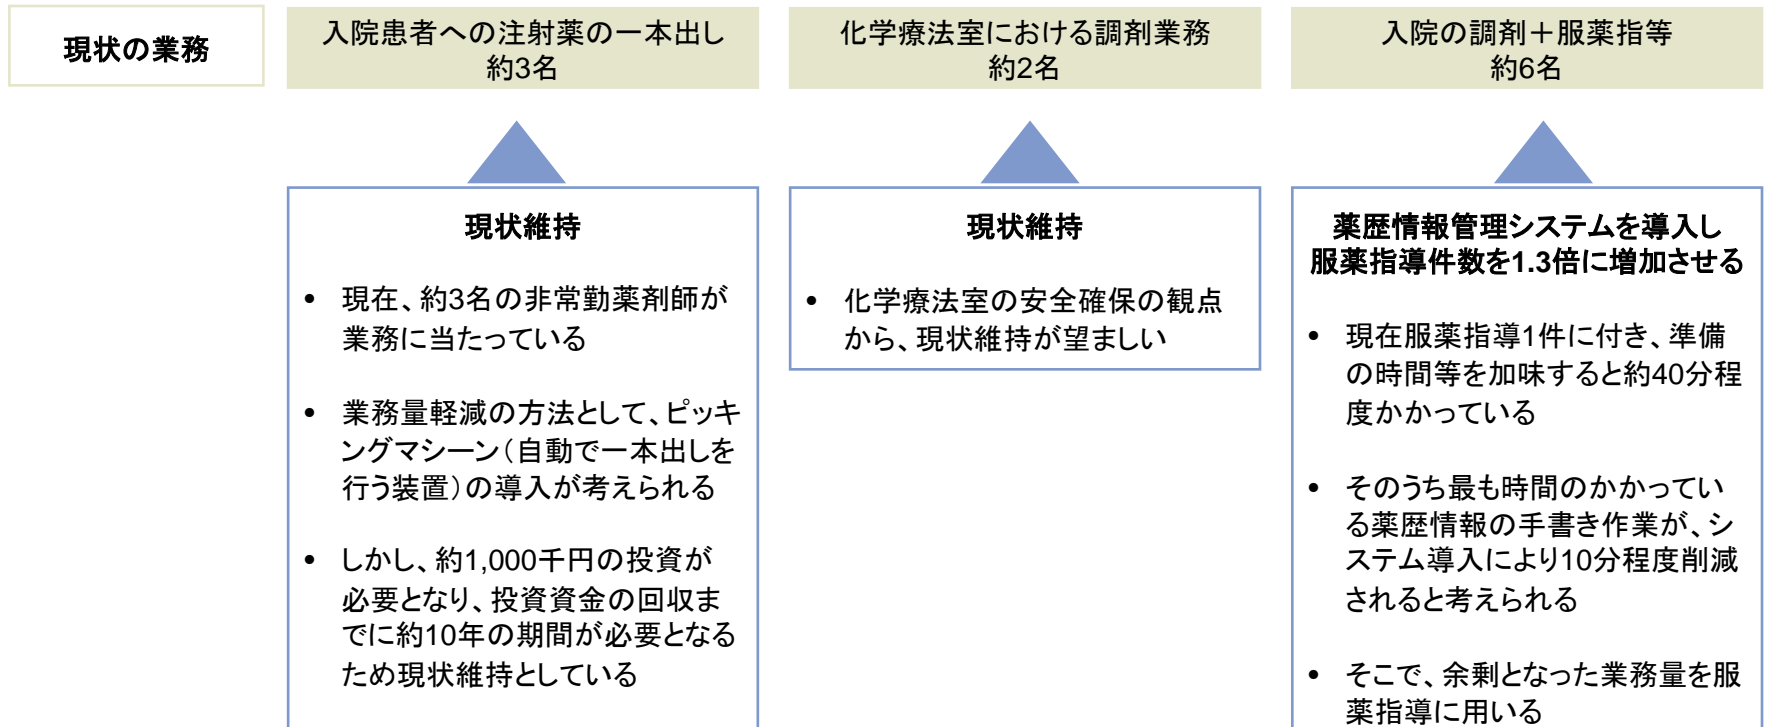 現状の業務
入院患者への注射薬の一本出し
約3名
化学療法室における調剤業務
約2名
入院の調剤＋服薬指等
約6名
現状維持
• 現在、約3名の非常勤薬剤師が
業務に当たっている
• 業務量軽減の方法として、ピッキ
ングマシーン（自動で一本出しを
行う装置）の導入が考えられる
• しかし、約1,000千円の投資が
必要となり、投資資金の回収ま
でに約10年の期間が必要となる
ため現状維持としている
現状維持
• 化学療法室の安全確保の観点
から、現状維持が望ましい
薬歴情報管理システムを導入し
服薬指導件数を1.3倍に増加させる
• 現在服薬指導1件に付き、準備
の時間等を加味すると約40分程
度かかっている
• そのうち最も時間のかかってい
る薬歴情報の手書き作業が、シ
ステム導入により10分程度削減
されると考えられる
• そこで、余剰となった業務量を服
薬指導に用いる